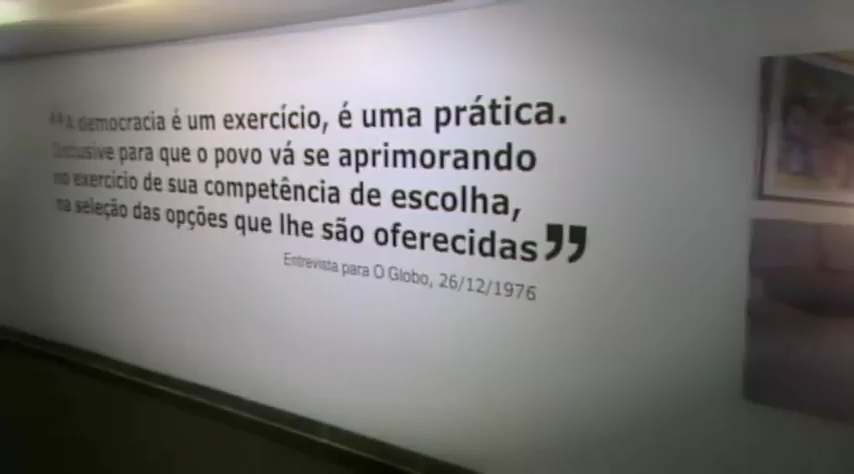 “A democracia é um exercício, é uma prática.
Inclusive para que o povo vá se aprimorando
no exercício de sua competência de escolha,
na seleção das opções que lhe são oferecidas”
Entrevista para O Globo, 26/12/1976